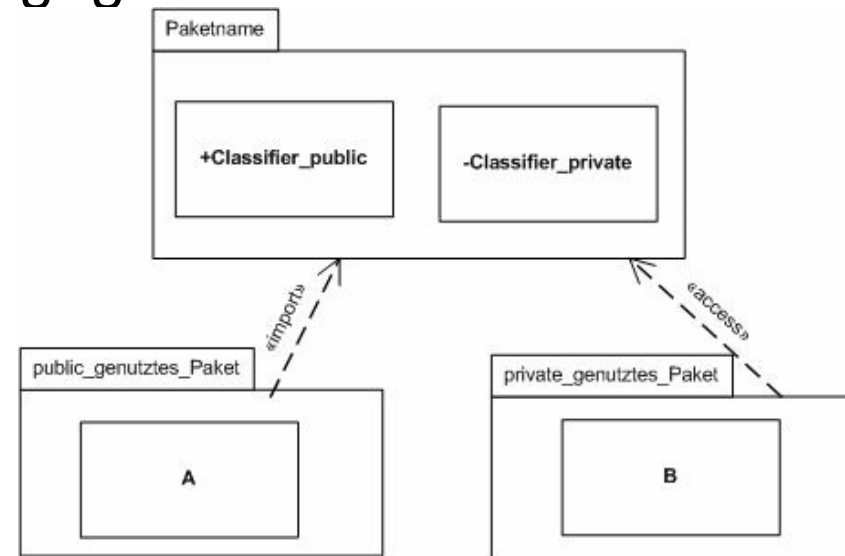 Paketname
+Classifier_public
-Classifier_private
«import»
«access»
public_genutztes_Paket
private_genutztes_Paket
A
B